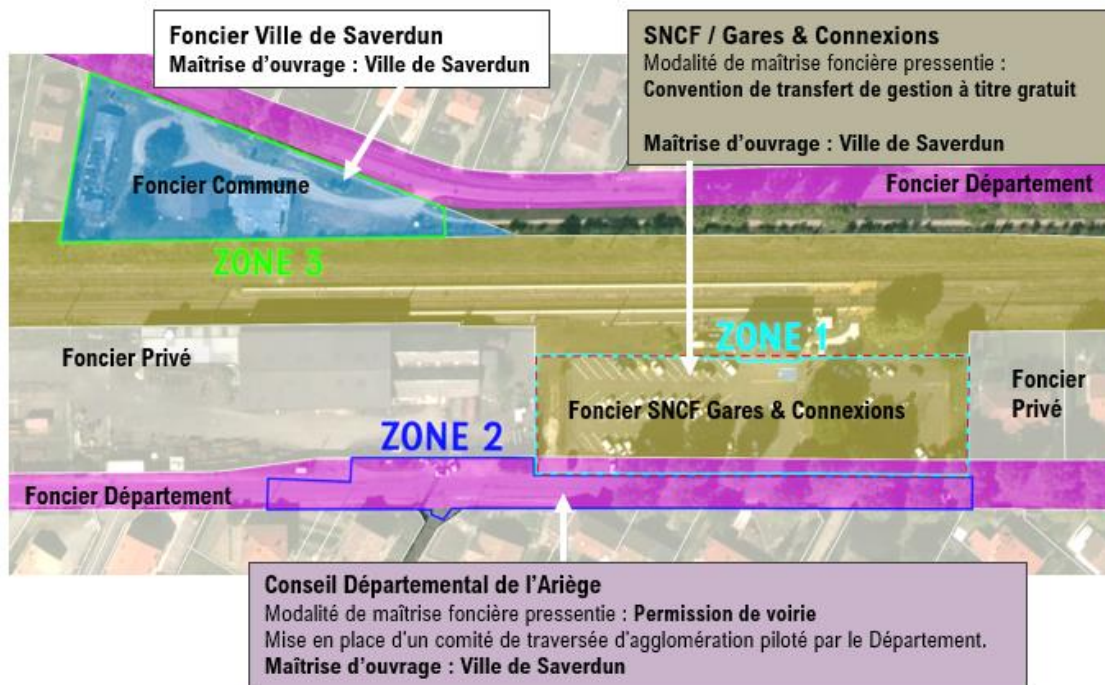 Foncier Ville de Saverdun
Maîtrise d'ouvrage : Ville de Saverdun
SNCF / Gares & Connexions
Modalité de maîtrise foncière pressentie :
Convention de transfert de gestion à titre gratuit
Maîtrise d'ouvrage : Ville de Saverdun
Foncier Commune
Foncier Département
ZONE 3
ZONE 1
Foncier Privé
Foncier
Privé
Foncier SNCF Gares & Connexions
ZONE 2
Foncier Département
Conseil Départemental de l'Ariège
Modalité de maîtrise foncière pressentie : Permission de voirie
Mise en place d'un comité de traversée d'agglomération piloté par le Département.
Maîtrise d'ouvrage : Ville de Saverdun